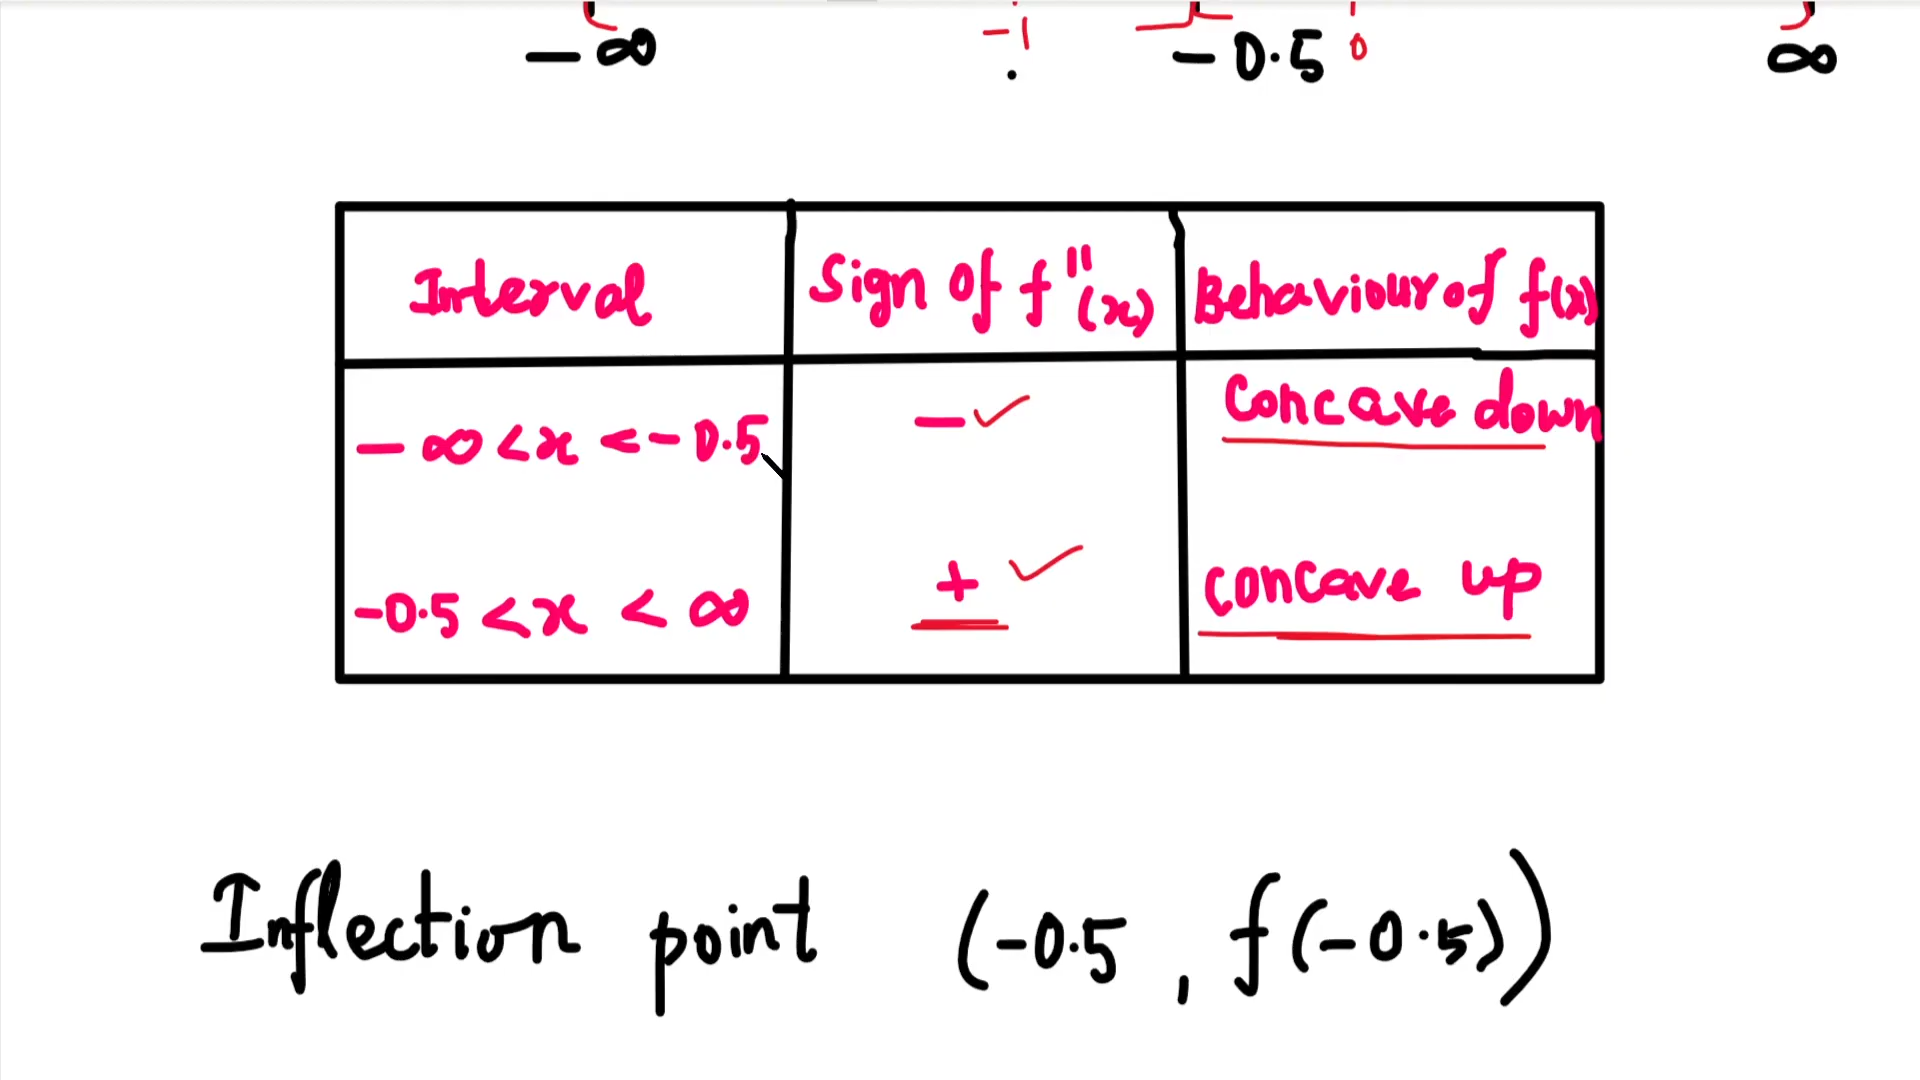 -∞ -1 -0.5 0 ∞
Interval Sign of f"(x) Behaviour of f(x)
-∞ < x < -0.5 - ✓ Concave down
-0.5 < x < ∞ + ✓ concave up
Inflection point (-0.5 , f(-0.5))